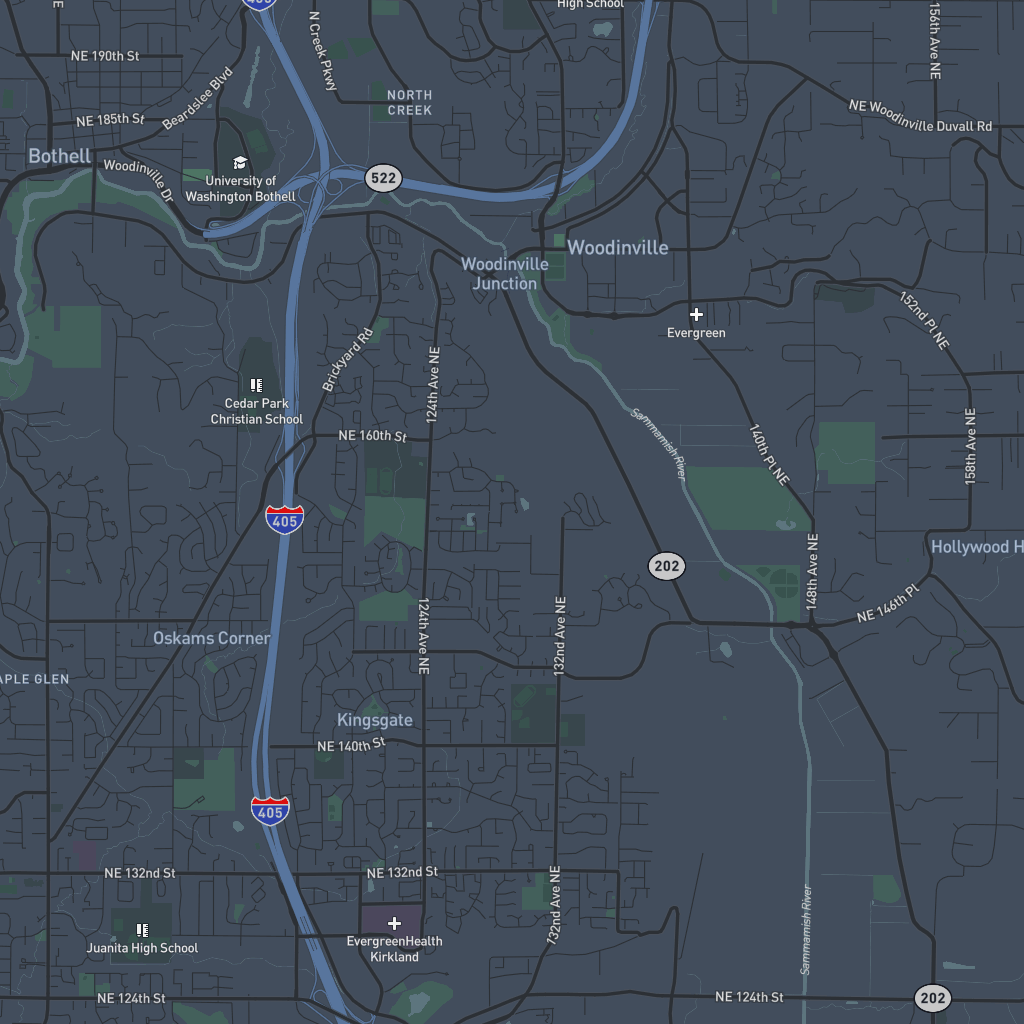 405
High School
N Creek Pkwy
156th Ave NE
NE 190th St
Beardslee Blvd
NORTH
CREEK
NE Woodinville Duvall Rd
NE 185th St
Bothell
Woodinville Dr
University of
Washington Bothell
522
Woodinville
Woodinville
Junction
152nd Pl NE
Evergreen
Brickyard Rd
124th Ave NE
Cedar Park
Christian School
NE 160th St
Sammamish River
140th Pl NE
158th Ave NE
405
Hollywood H
202
148th Ave NE
NE 146th Pl
124th Ave NE
132nd Ave NE
Oskams Corner
APLE GLEN
Kingsgate
NE 140th St
405
NE 132nd St
NE 132nd St
132nd Ave NE
Sammamish River
Juanita High School
EvergreenHealth
Kirkland
NE 124th St
NE 124th St
202